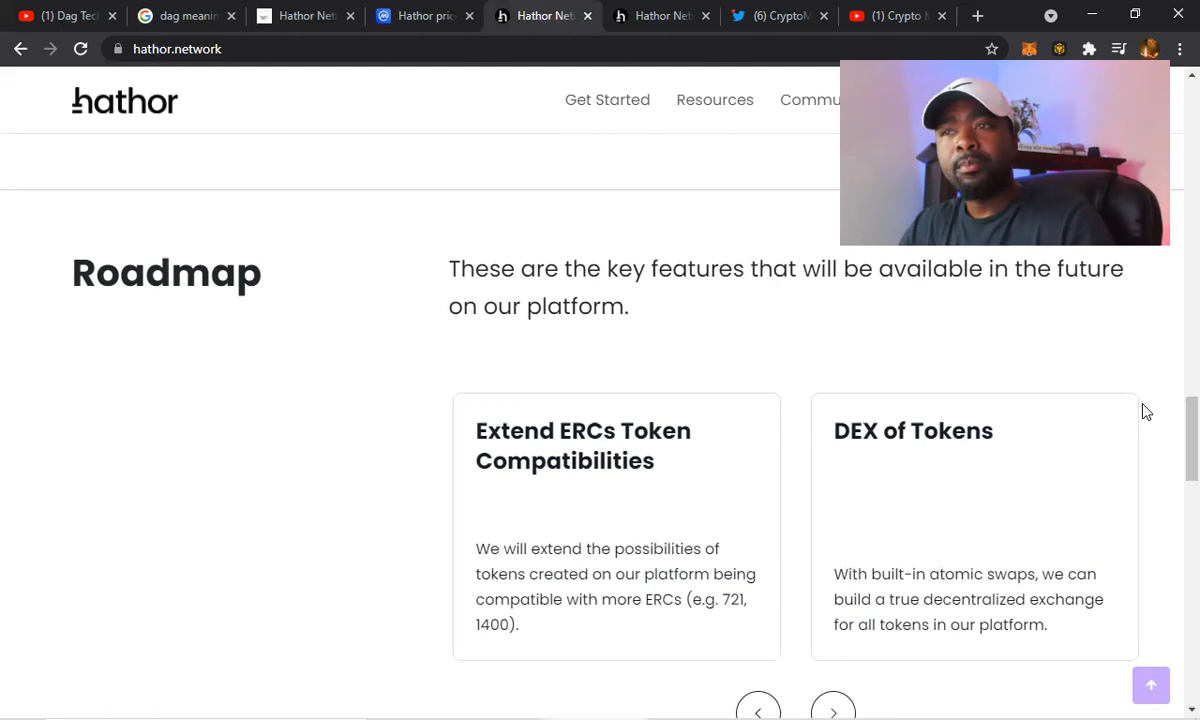 (1) Dag Tec
dag meanin
Hathor Net
Hathor pric
Hathor Net
Hathor Net
(6) CryptoM
(1) Crypto M
hathor.network
hathor
Get Started
Resources
Commu
Roadmap
These are the key features that will be available in the future
on our platform.
Extend ERCs Token
Compatibilities
We will extend the possibilities of
tokens created on our platform being
compatible with more ERCs (e.g. 721,
1400).
DEX of Tokens
With built-in atomic swaps, we can
build a true decentralized exchange
for all tokens in our platform.